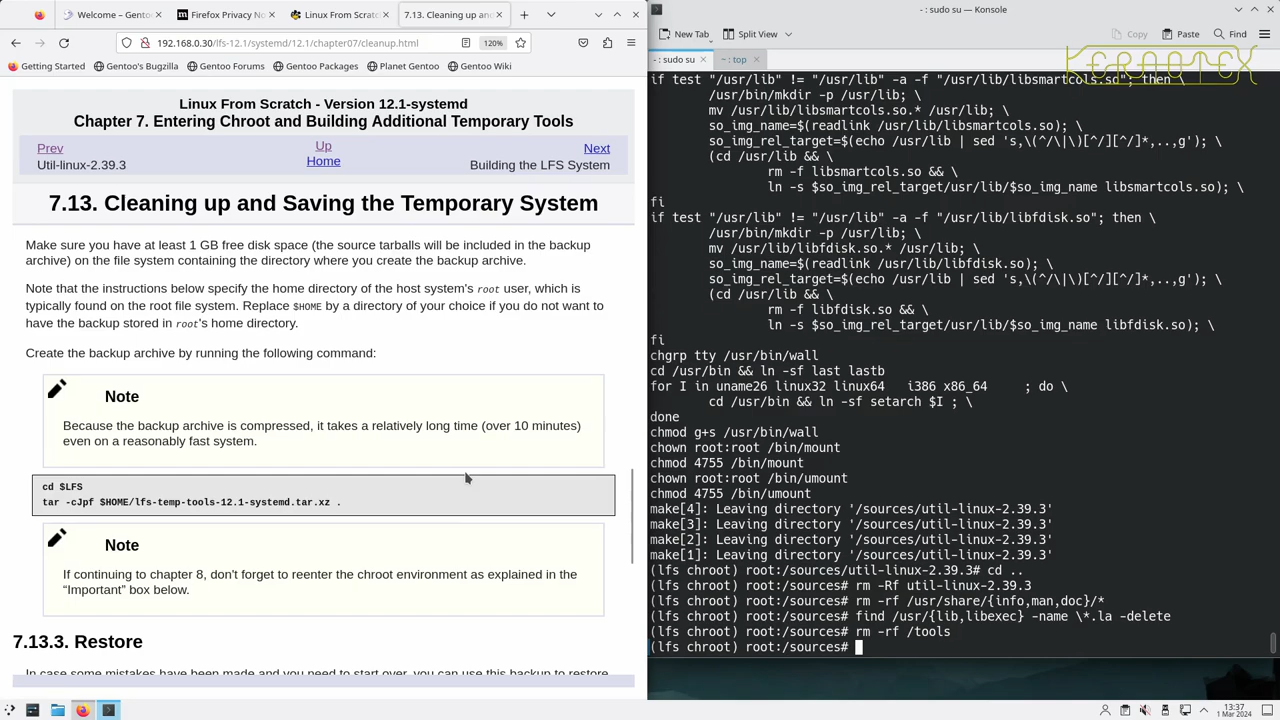 Welcome – Gento
Firefox Privacy No
Linux From Scratc
7.13. Cleaning up and
192.168.0.30/lfs-12.1/systemd/12.1/chapter07/cleanup.html
120%
Getting Started
Gentoo's Bugzilla
Gentoo Forums
Gentoo Packages
Planet Gentoo
Gentoo Wiki
Linux From Scratch - Version 12.1-systemd
Chapter 7. Entering Chroot and Building Additional Temporary Tools
Prev
Up
Next
Util-linux-2.39.3
Home
Building the LFS System
7.13. Cleaning up and Saving the Temporary System
Make sure you have at least 1 GB free disk space (the source tarballs will be included in the backup
archive) on the file system containing the directory where you create the backup archive.
Note that the instructions below specify the home directory of the host system's root user, which is
typically found on the root file system. Replace $HOME by a directory of your choice if you do not want to
have the backup stored in root's home directory.
Create the backup archive by running the following command:
Note
Because the backup archive is compressed, it takes a relatively long time (over 10 minutes)
even on a reasonably fast system.
cd $LFS
tar -cJpf $HOME/lfs-temp-tools-12.1-systemd.tar.xz .
Note
If continuing to chapter 8, don't forget to reenter the chroot environment as explained in the
“Important” box below.
7.13.3. Restore
In case some mistakes have been made and you need to start over, you can use this backup to restore
- : sudo su — Konsole
New Tab
Split View
Copy
Paste
Find
- : sudo su
~ : top
KEROOTEX
if test "/usr/lib" != "/usr/lib" -a -f "/usr/lib/libsmartcols.so"; then \
/usr/bin/mkdir -p /usr/lib; \
mv /usr/lib/libsmartcols.so.* /usr/lib; \
so_img_name=$(readlink /usr/lib/libsmartcols.so); \
so_img_rel_target=$(echo /usr/lib | sed 's,\(^/\|\)[^/][^/]*,..,g'); \
(cd /usr/lib && \
rm -f libsmartcols.so && \
ln -s $so_img_rel_target/usr/lib/$so_img_name libsmartcols.so); \
fi
if test "/usr/lib" != "/usr/lib" -a -f "/usr/lib/libfdisk.so"; then \
/usr/bin/mkdir -p /usr/lib; \
mv /usr/lib/libfdisk.so.* /usr/lib; \
so_img_name=$(readlink /usr/lib/libfdisk.so); \
so_img_rel_target=$(echo /usr/lib | sed 's,\(^/\|\)[^/][^/]*,..,g'); \
(cd /usr/lib && \
rm -f libfdisk.so && \
ln -s $so_img_rel_target/usr/lib/$so_img_name libfdisk.so); \
fi
chgrp tty /usr/bin/wall
cd /usr/bin && ln -sf last lastb
for I in uname26 linux32 linux64   i386 x86_64     ; do \
cd /usr/bin && ln -sf setarch $I ; \
done
chmod g+s /usr/bin/wall
chown root:root /bin/mount
chmod 4755 /bin/mount
chown root:root /bin/umount
chmod 4755 /bin/umount
make[4]: Leaving directory '/sources/util-linux-2.39.3'
make[3]: Leaving directory '/sources/util-linux-2.39.3'
make[2]: Leaving directory '/sources/util-linux-2.39.3'
make[1]: Leaving directory '/sources/util-linux-2.39.3'
(lfs chroot) root:/sources/util-linux-2.39.3# cd ..
(lfs chroot) root:/sources# rm -Rf util-linux-2.39.3
(lfs chroot) root:/sources# rm -rf /usr/share/{info,man,doc}/*
(lfs chroot) root:/sources# find /usr/{lib,libexec} -name \*.la -delete
(lfs chroot) root:/sources# rm -rf /tools
(lfs chroot) root:/sources#
13:37
1 Mar 2024